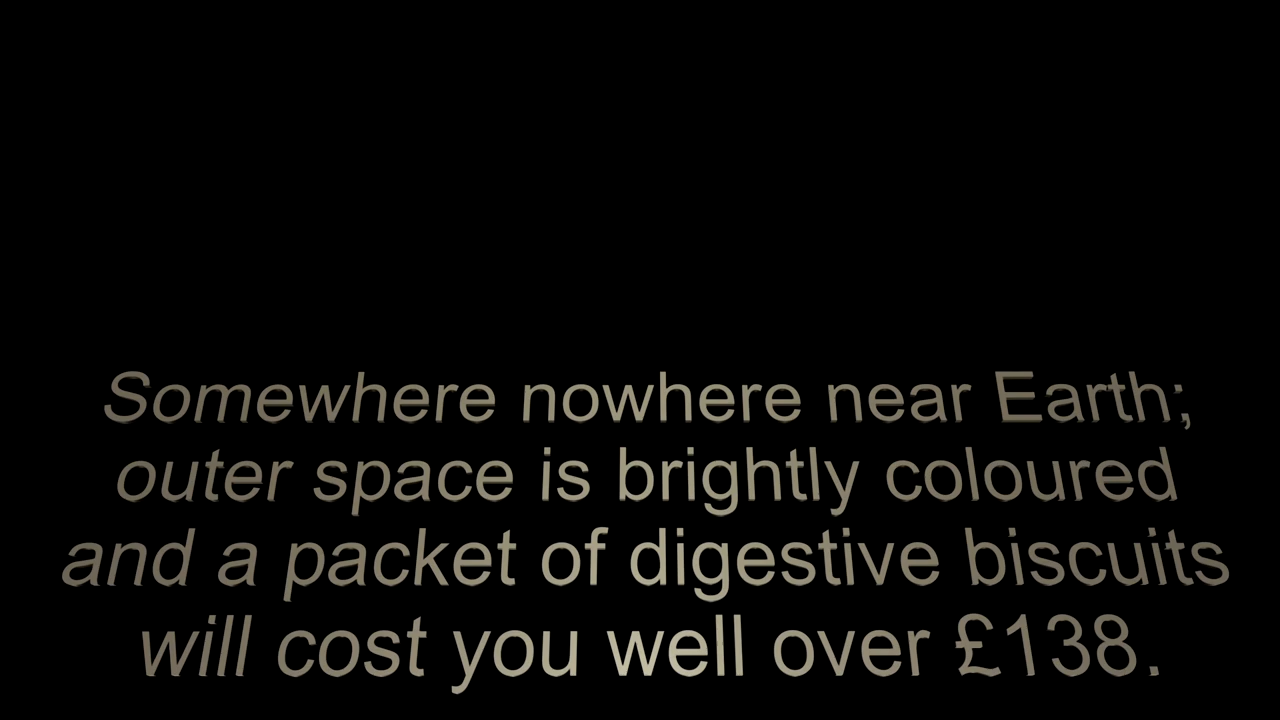 Somewhere nowhere near Earth;
outer space is brightly coloured
and a packet of digestive biscuits
will cost you well over £138.